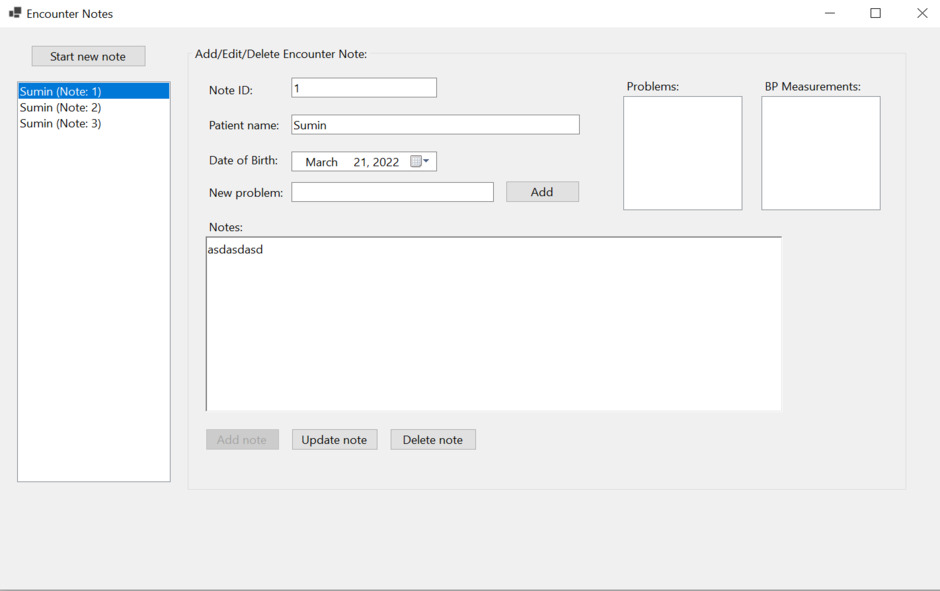 Encounter Notes
Start new note
Sumin (Note: 1)
Sumin (Note: 2)
Sumin (Note: 3)
Add/Edit/Delete Encounter Note:
Note ID: 1
Patient name: Sumin
Date of Birth: March 21, 2022
New problem: Add
Problems:
BP Measurements:
Notes:
asdasdasd
Add note Update note Delete note